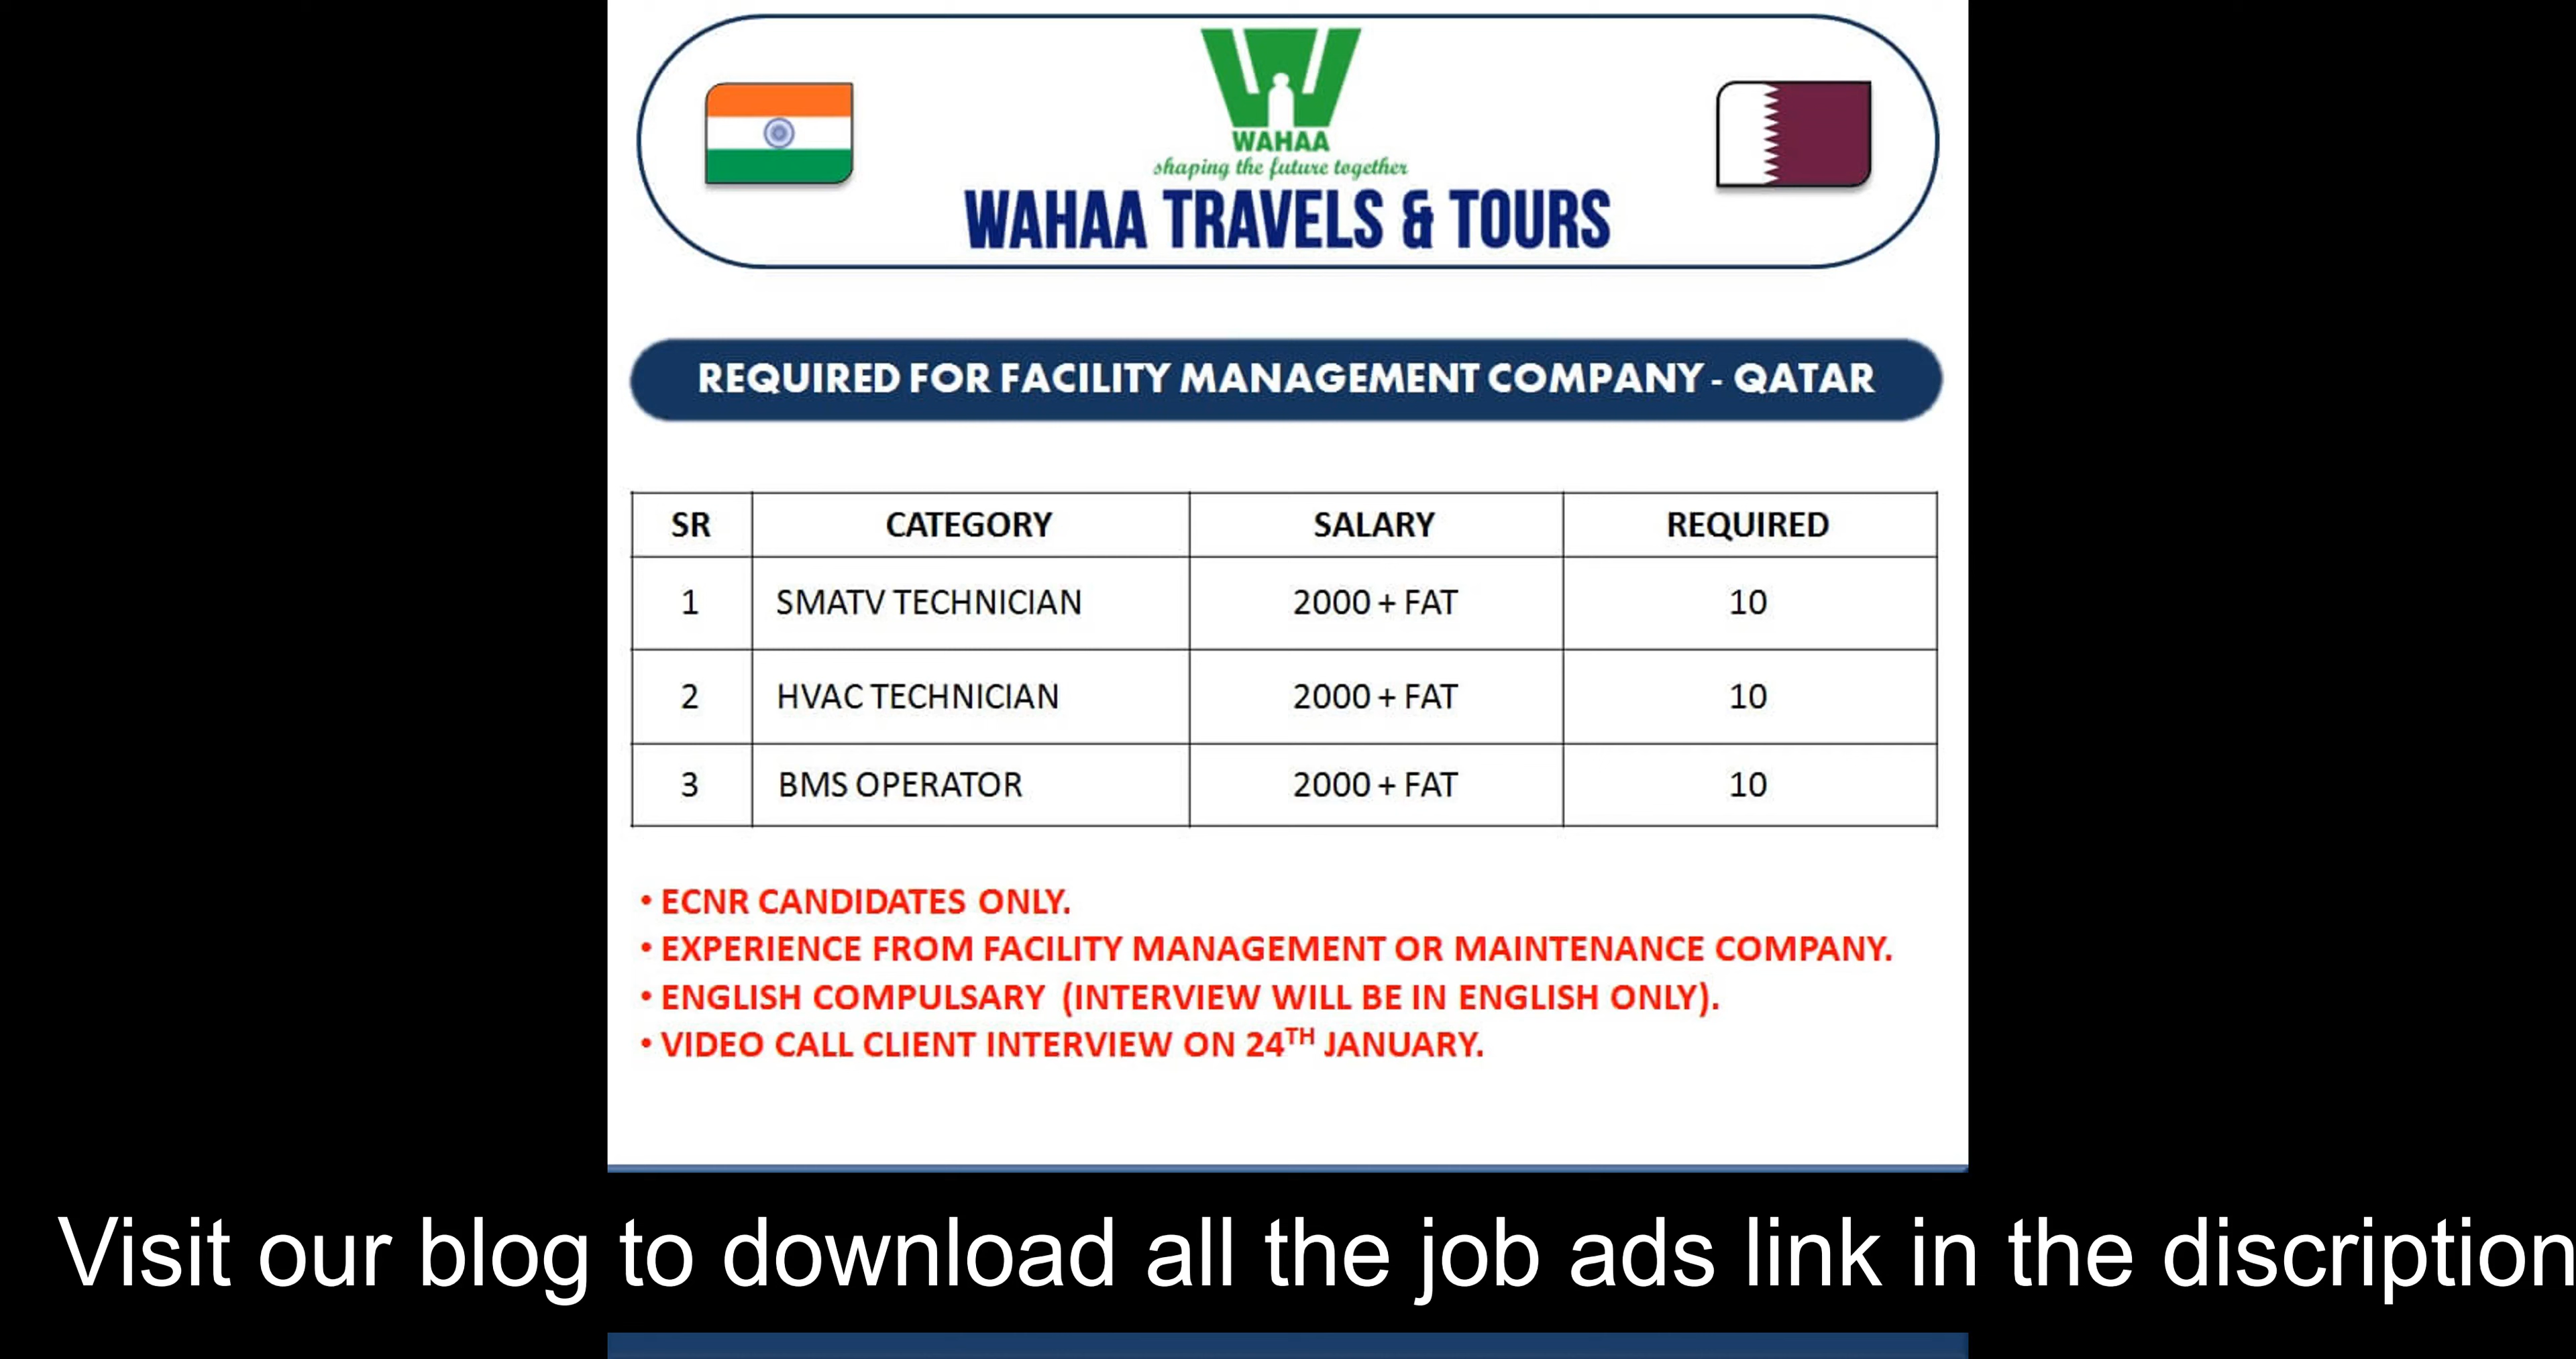 WAHAA
shaping the future together
WAHAA TRAVELS & TOURS
REQUIRED FOR FACILITY MANAGEMENT COMPANY - QATAR
SR CATEGORY SALARY REQUIRED
1 SMATV TECHNICIAN 2000 + FAT 10
2 HVAC TECHNICIAN 2000 + FAT 10
3 BMS OPERATOR 2000 + FAT 10
• ECNR CANDIDATES ONLY.
• EXPERIENCE FROM FACILITY MANAGEMENT OR MAINTENANCE COMPANY.
• ENGLISH COMPULSARY (INTERVIEW WILL BE IN ENGLISH ONLY).
• VIDEO CALL CLIENT INTERVIEW ON 24TH JANUARY.
Visit our blog to download all the job ads link in the discription